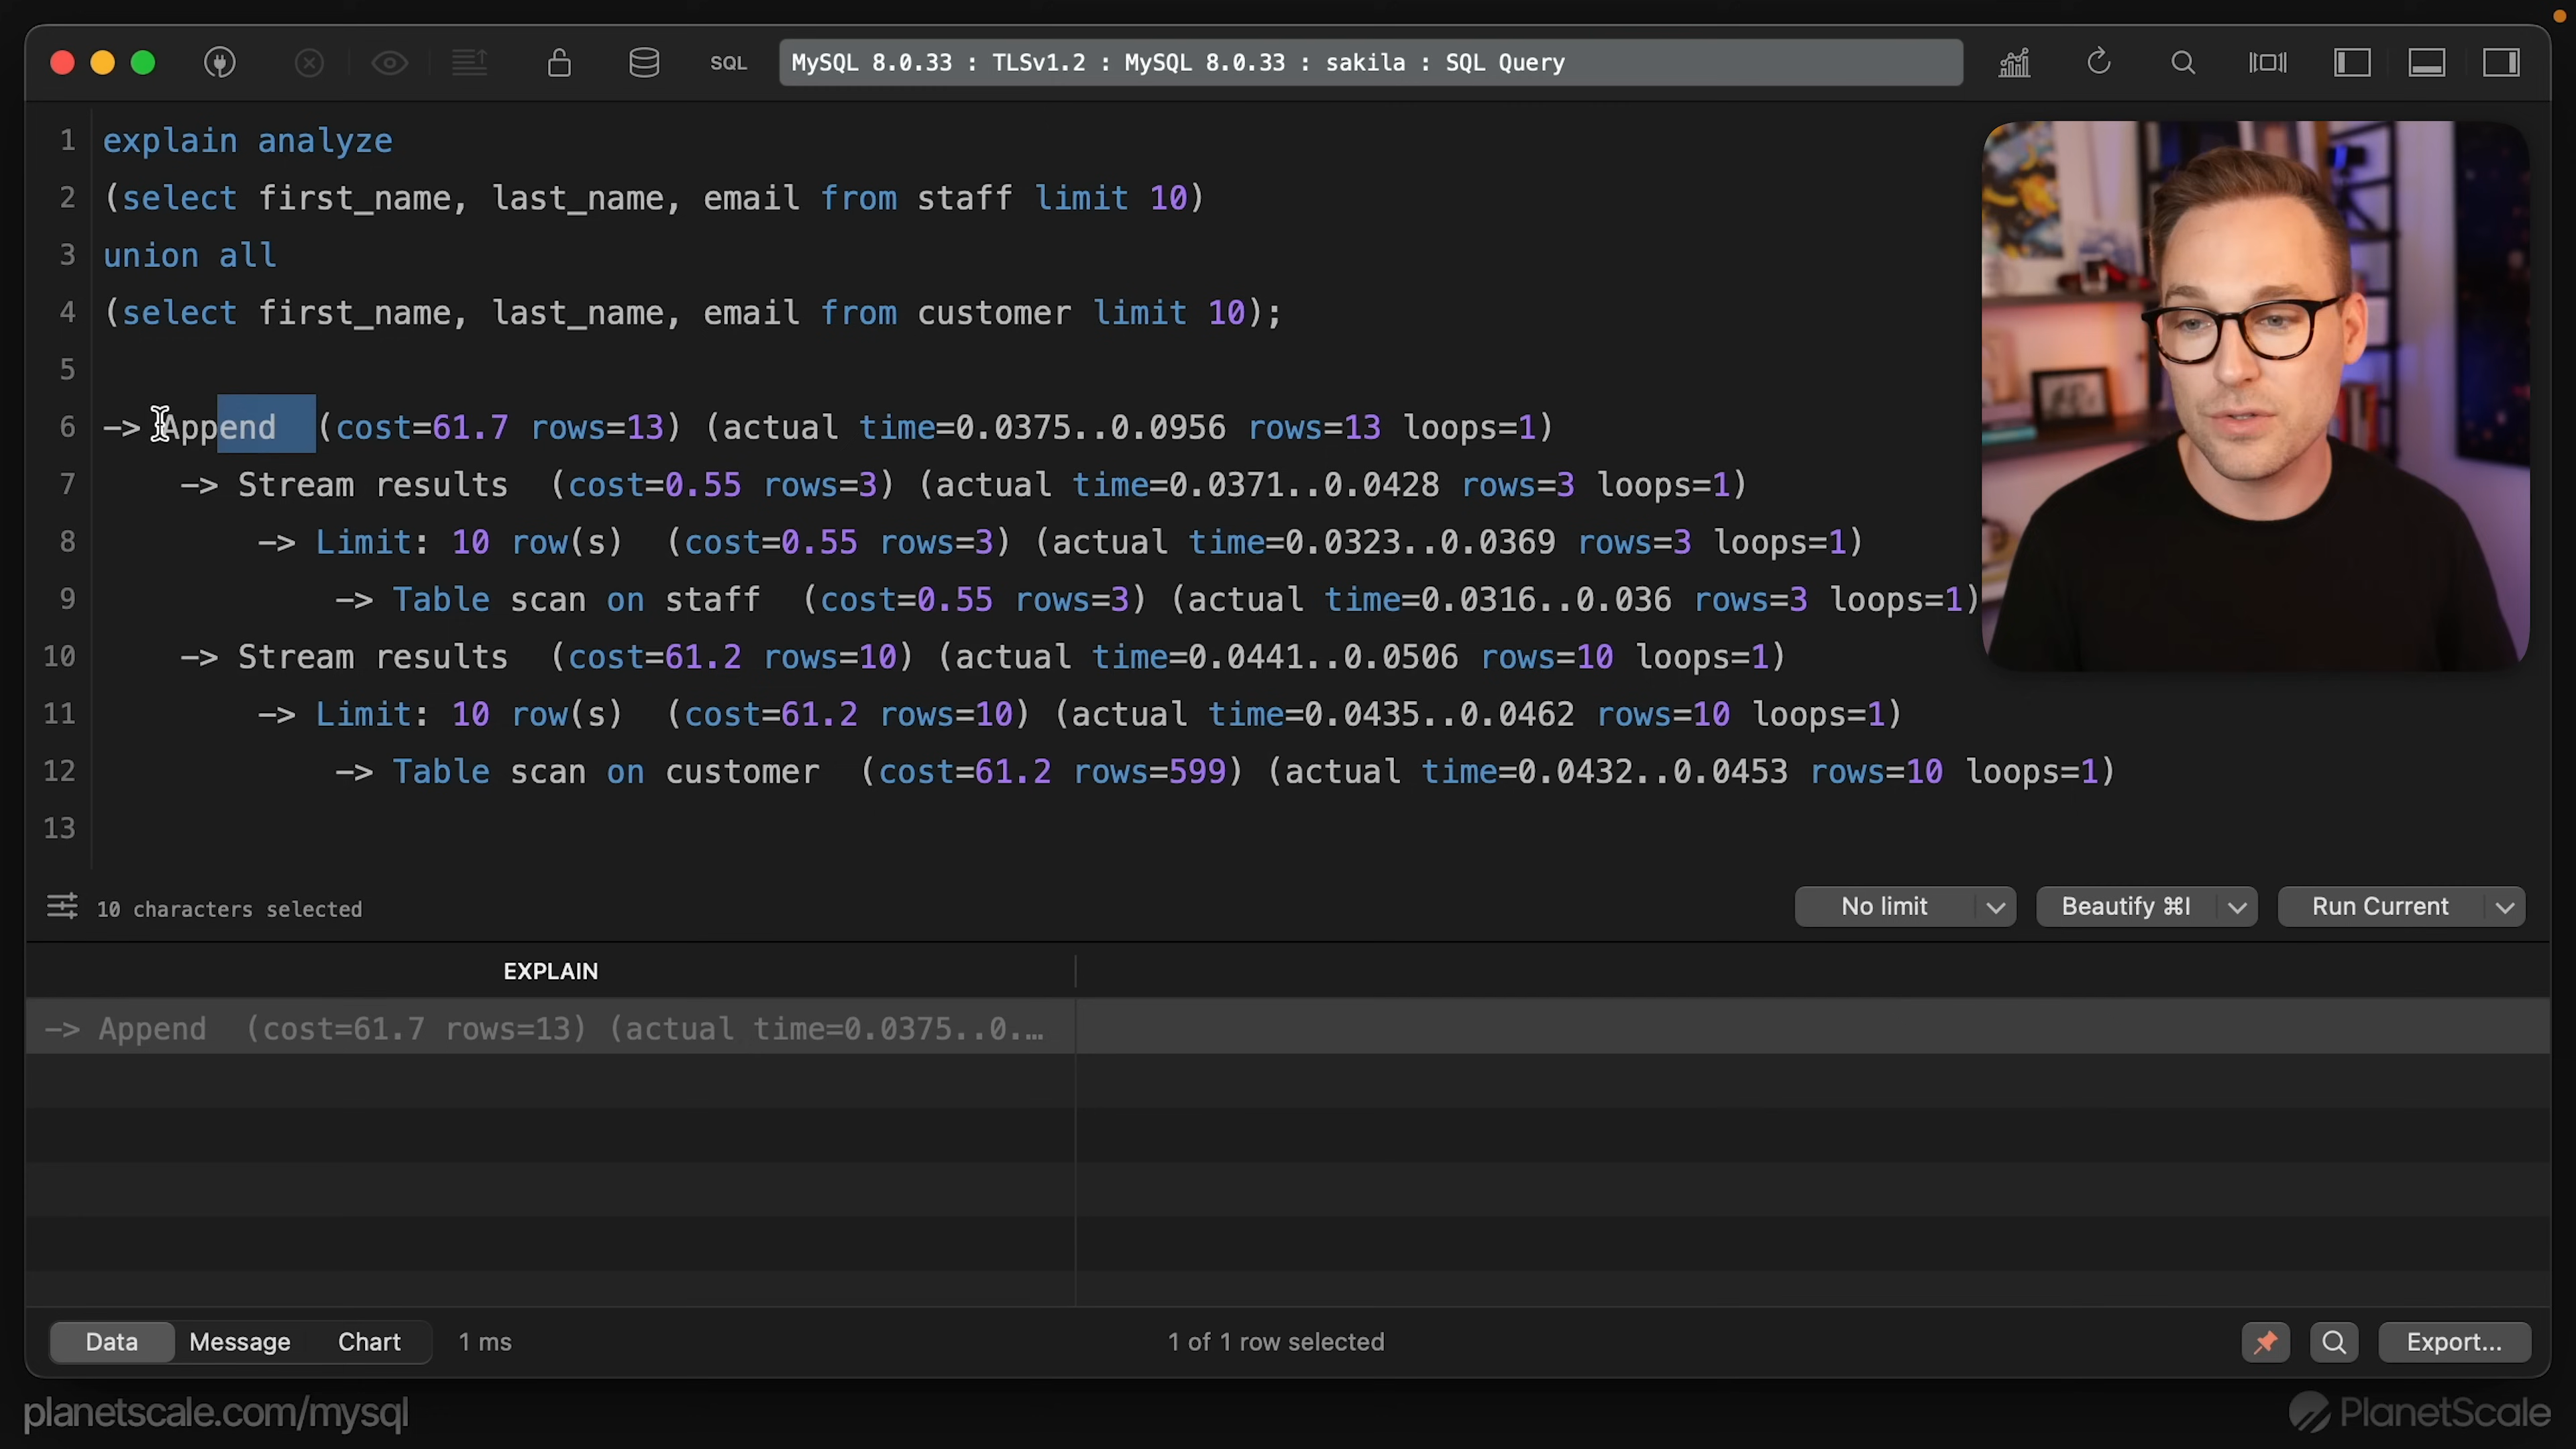 SQL
MySQL 8.0.33 : TLSv1.2 : MySQL 8.0.33 : sakila : SQL Query
1 explain analyze
2 (select first_name, last_name, email from staff limit 10)
3 union all
4 (select first_name, last_name, email from customer limit 10);
5
6 -> Append  (cost=61.7 rows=13) (actual time=0.0375..0.0956 rows=13 loops=1)
7     -> Stream results  (cost=0.55 rows=3) (actual time=0.0371..0.0428 rows=3 loops=1)
8         -> Limit: 10 row(s)  (cost=0.55 rows=3) (actual time=0.0323..0.0369 rows=3 loops=1)
9             -> Table scan on staff  (cost=0.55 rows=3) (actual time=0.0316..0.036 rows=3 loops=1)
10     -> Stream results  (cost=61.2 rows=10) (actual time=0.0441..0.0506 rows=10 loops=1)
11         -> Limit: 10 row(s)  (cost=61.2 rows=10) (actual time=0.0435..0.0462 rows=10 loops=1)
12             -> Table scan on customer  (cost=61.2 rows=599) (actual time=0.0432..0.0453 rows=10 loops=1)
13
10 characters selected
No limit
Beautify ⌘I
Run Current
EXPLAIN
-> Append  (cost=61.7 rows=13) (actual time=0.0375..0.…
Data
Message
Chart
1 ms
1 of 1 row selected
Export...
planetscale.com/mysql
PlanetScale